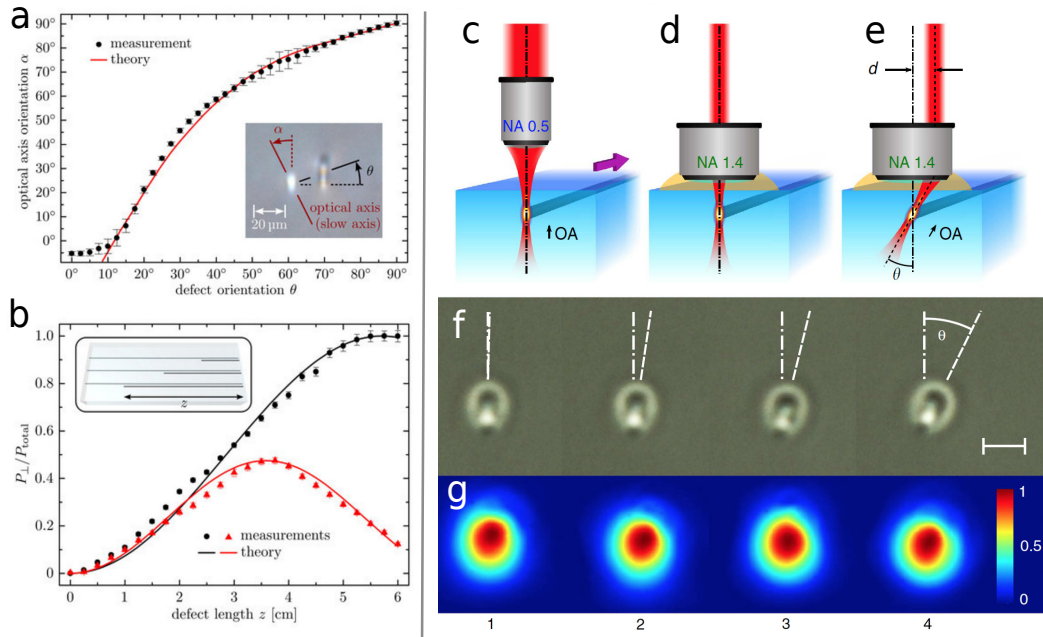 a
90°
80°
70°
60°
50°
40°
30°
20°
10°
0°
optical axis orientation α
measurement
theory
α
θ
20 µm
optical axis
(slow axis)
0° 10° 20° 30° 40° 50° 60° 70° 80° 90°
defect orientation θ
b
1.0
0.8
0.6
0.4
0.2
0
P⊥/Ptotal
z
measurements
theory
0 1 2 3 4 5 6
defect length z [cm]
c
NA 0.5
OA
d
NA 1.4
OA
e
d
NA 1.4
OA
θ
f
θ
g
1
0.5
0
1 2 3 4